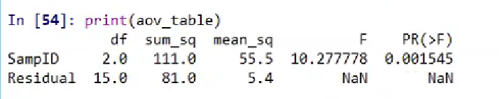 In [54]: print(aov_table)
df sum_sq mean_sq F PR(>F)
SampID 2.0 111.0 55.5 10.277778 0.001545
Residual 15.0 81.0 5.4 NaN NaN